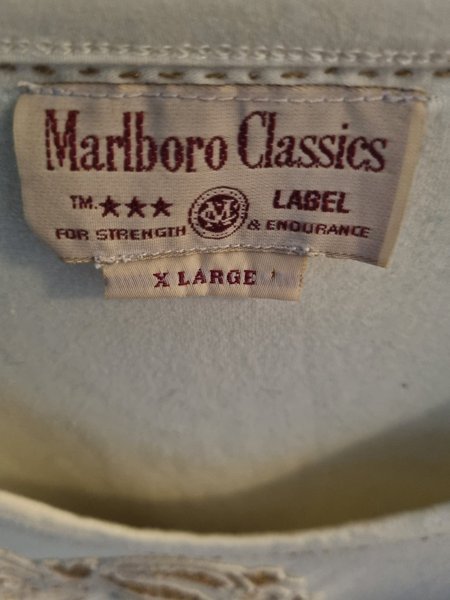 Marlboro Classics
TM. ★★★ LABEL
FOR STRENGTH & ENDURANCE
X LARGE